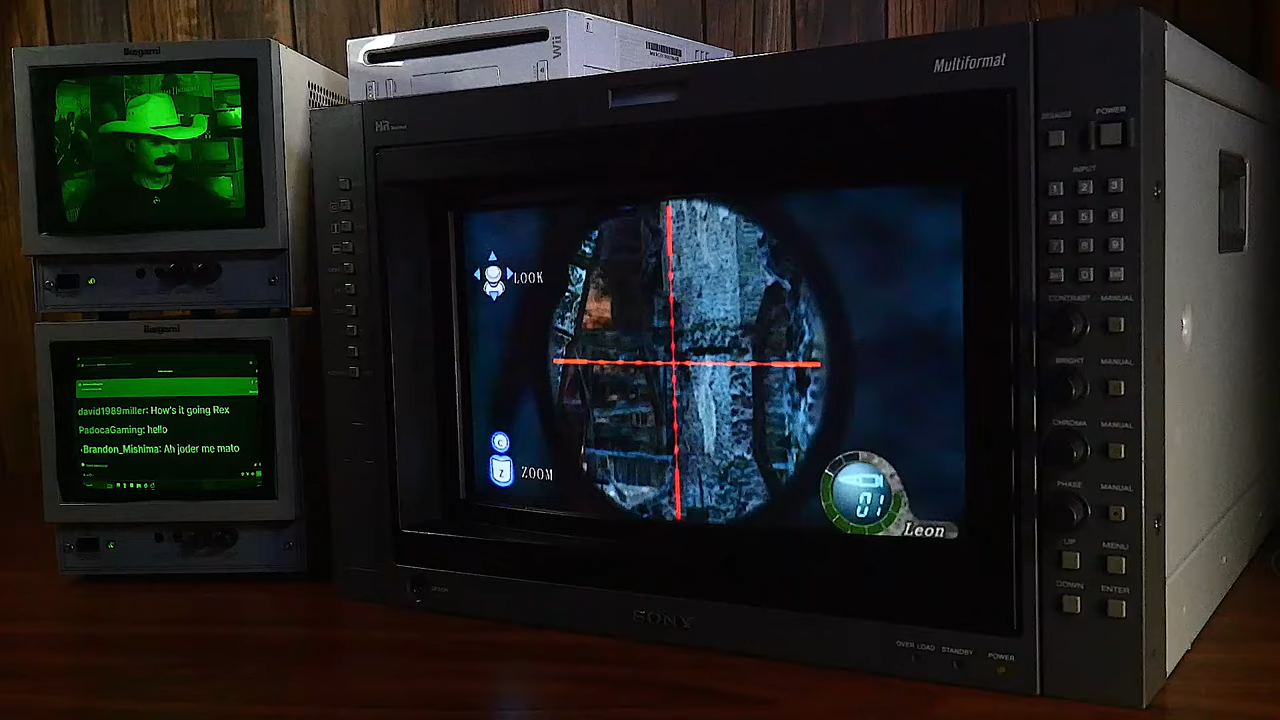 Ikegami
Wii
Multiformat
HR
POWER
INPUT
1 2 3
4 5 6
7 8 9
0
CONTRAST MANUAL
BRIGHT MANUAL
CHROMA MANUAL
PHASE MANUAL
UP MENU
DOWN ENTER
LOOK
C
Z ZOOM
01
Leon
Ikegami
david1989miller: How's it going Rex
PadocaGaming: hello
Brandon_Mishima: Ah joder me mato
SONY
OVER LOAD STANDBY POWER